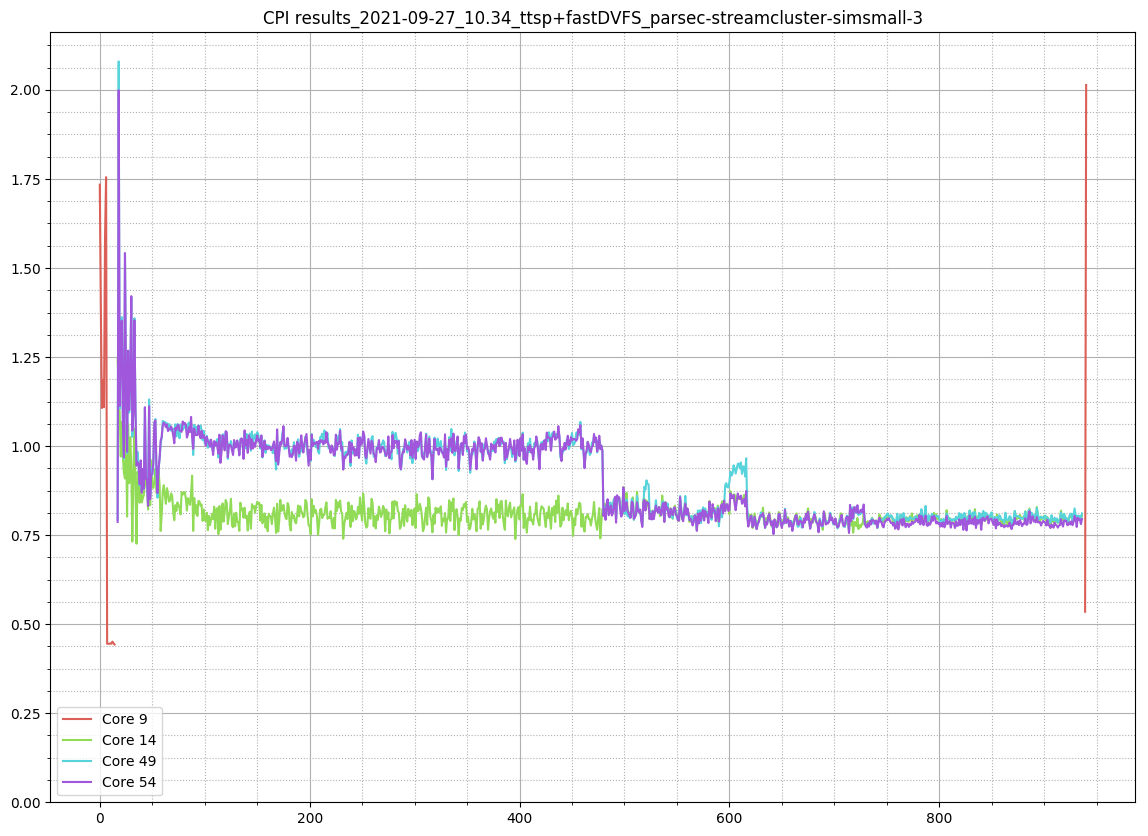 CPI results_2021-09-27_10.34_ttsp+fastDVFS_parsec-streamcluster-simsmall-3
2.00
1.75
1.50
1.25
1.00
0.75
0.50
0.25
0.00
Core 9
Core 14
Core 49
Core 54
0 200 400 600 800